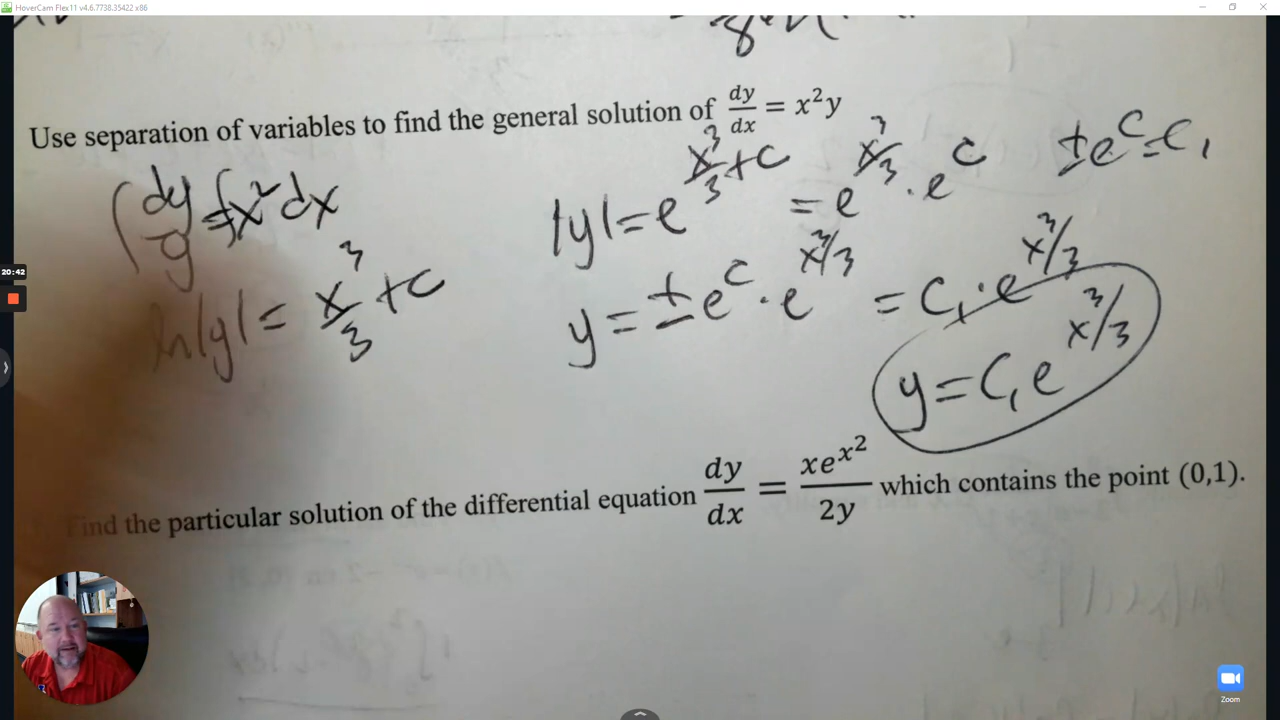 HoverCam Flex11 v4.6.7738.35422 x86
Use separation of variables to find the general solution of dy/dx = x²y
∫ dy/y = ∫x² dx
ln|y| = x³/3 + c
|y| = e^(x³/3 + c) = e^(x³/3) · e^c
±e^c = c₁
y = ±e^c · e^(x³/3) = c₁ · e^(x³/3)
y = c₁e^(x³/3)
20:42
Find the particular solution of the differential equation dy/dx = xe^(x²)/2y which contains the point (0,1).
Zoom